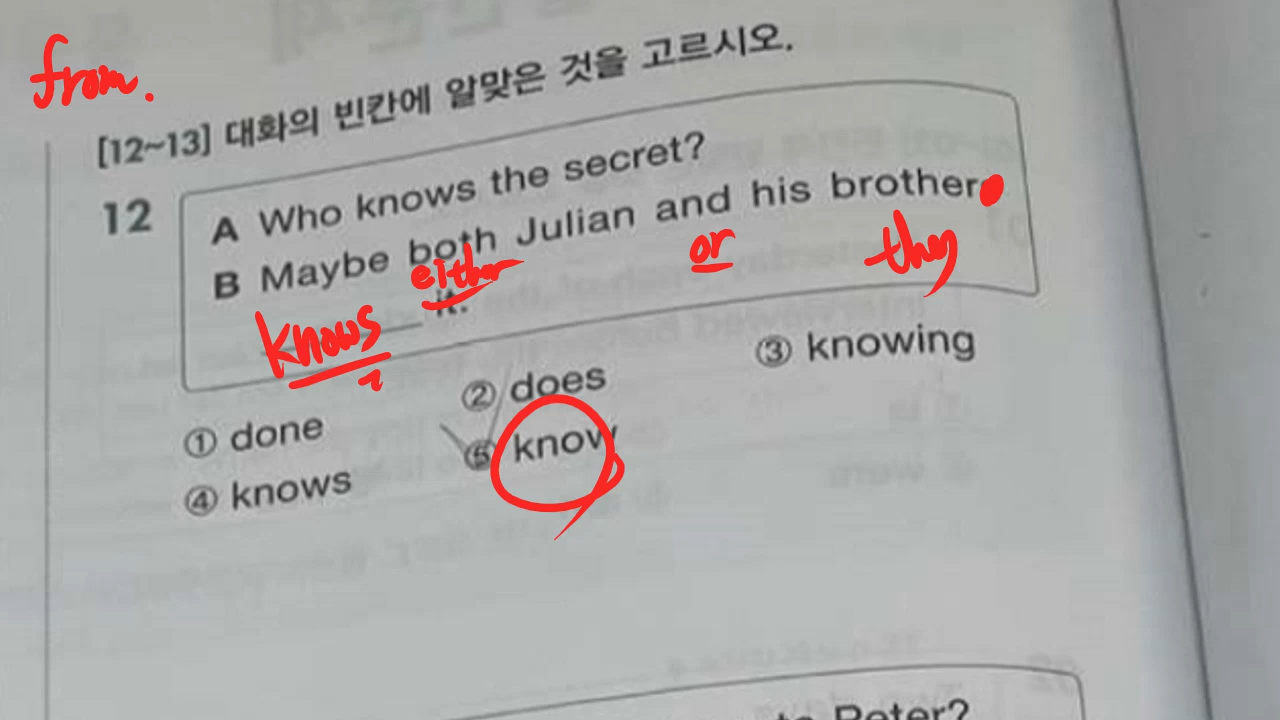 from.
[12~13] 대화의 빈칸에 알맞은 것을 고르시오.
12
A Who knows the secret?
B Maybe both Julian and his brother
either or they
knows it.
① done ② does ③ knowing
④ knows ⑤ know
Peter?